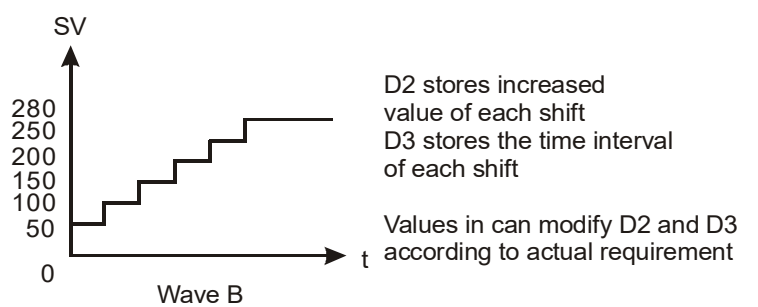 SV
280
250
200
150
100
50
0
t
Wave B
D2 stores increased
value of each shift
D3 stores the time interval
of each shift
Values in can modify D2 and D3
according to actual requirement